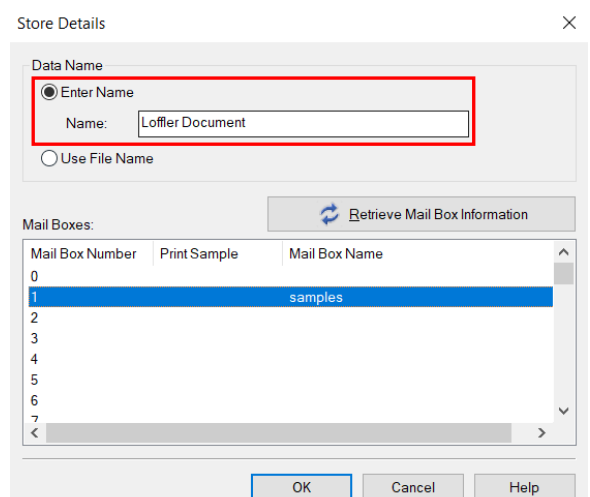 Store Details
Data Name
Enter Name
Name: Loffler Document
Use File Name
Mail Boxes:
Retrieve Mail Box Information
Mail Box Number Print Sample Mail Box Name
0
1 samples
2
3
4
5
6
7
OK Cancel Help